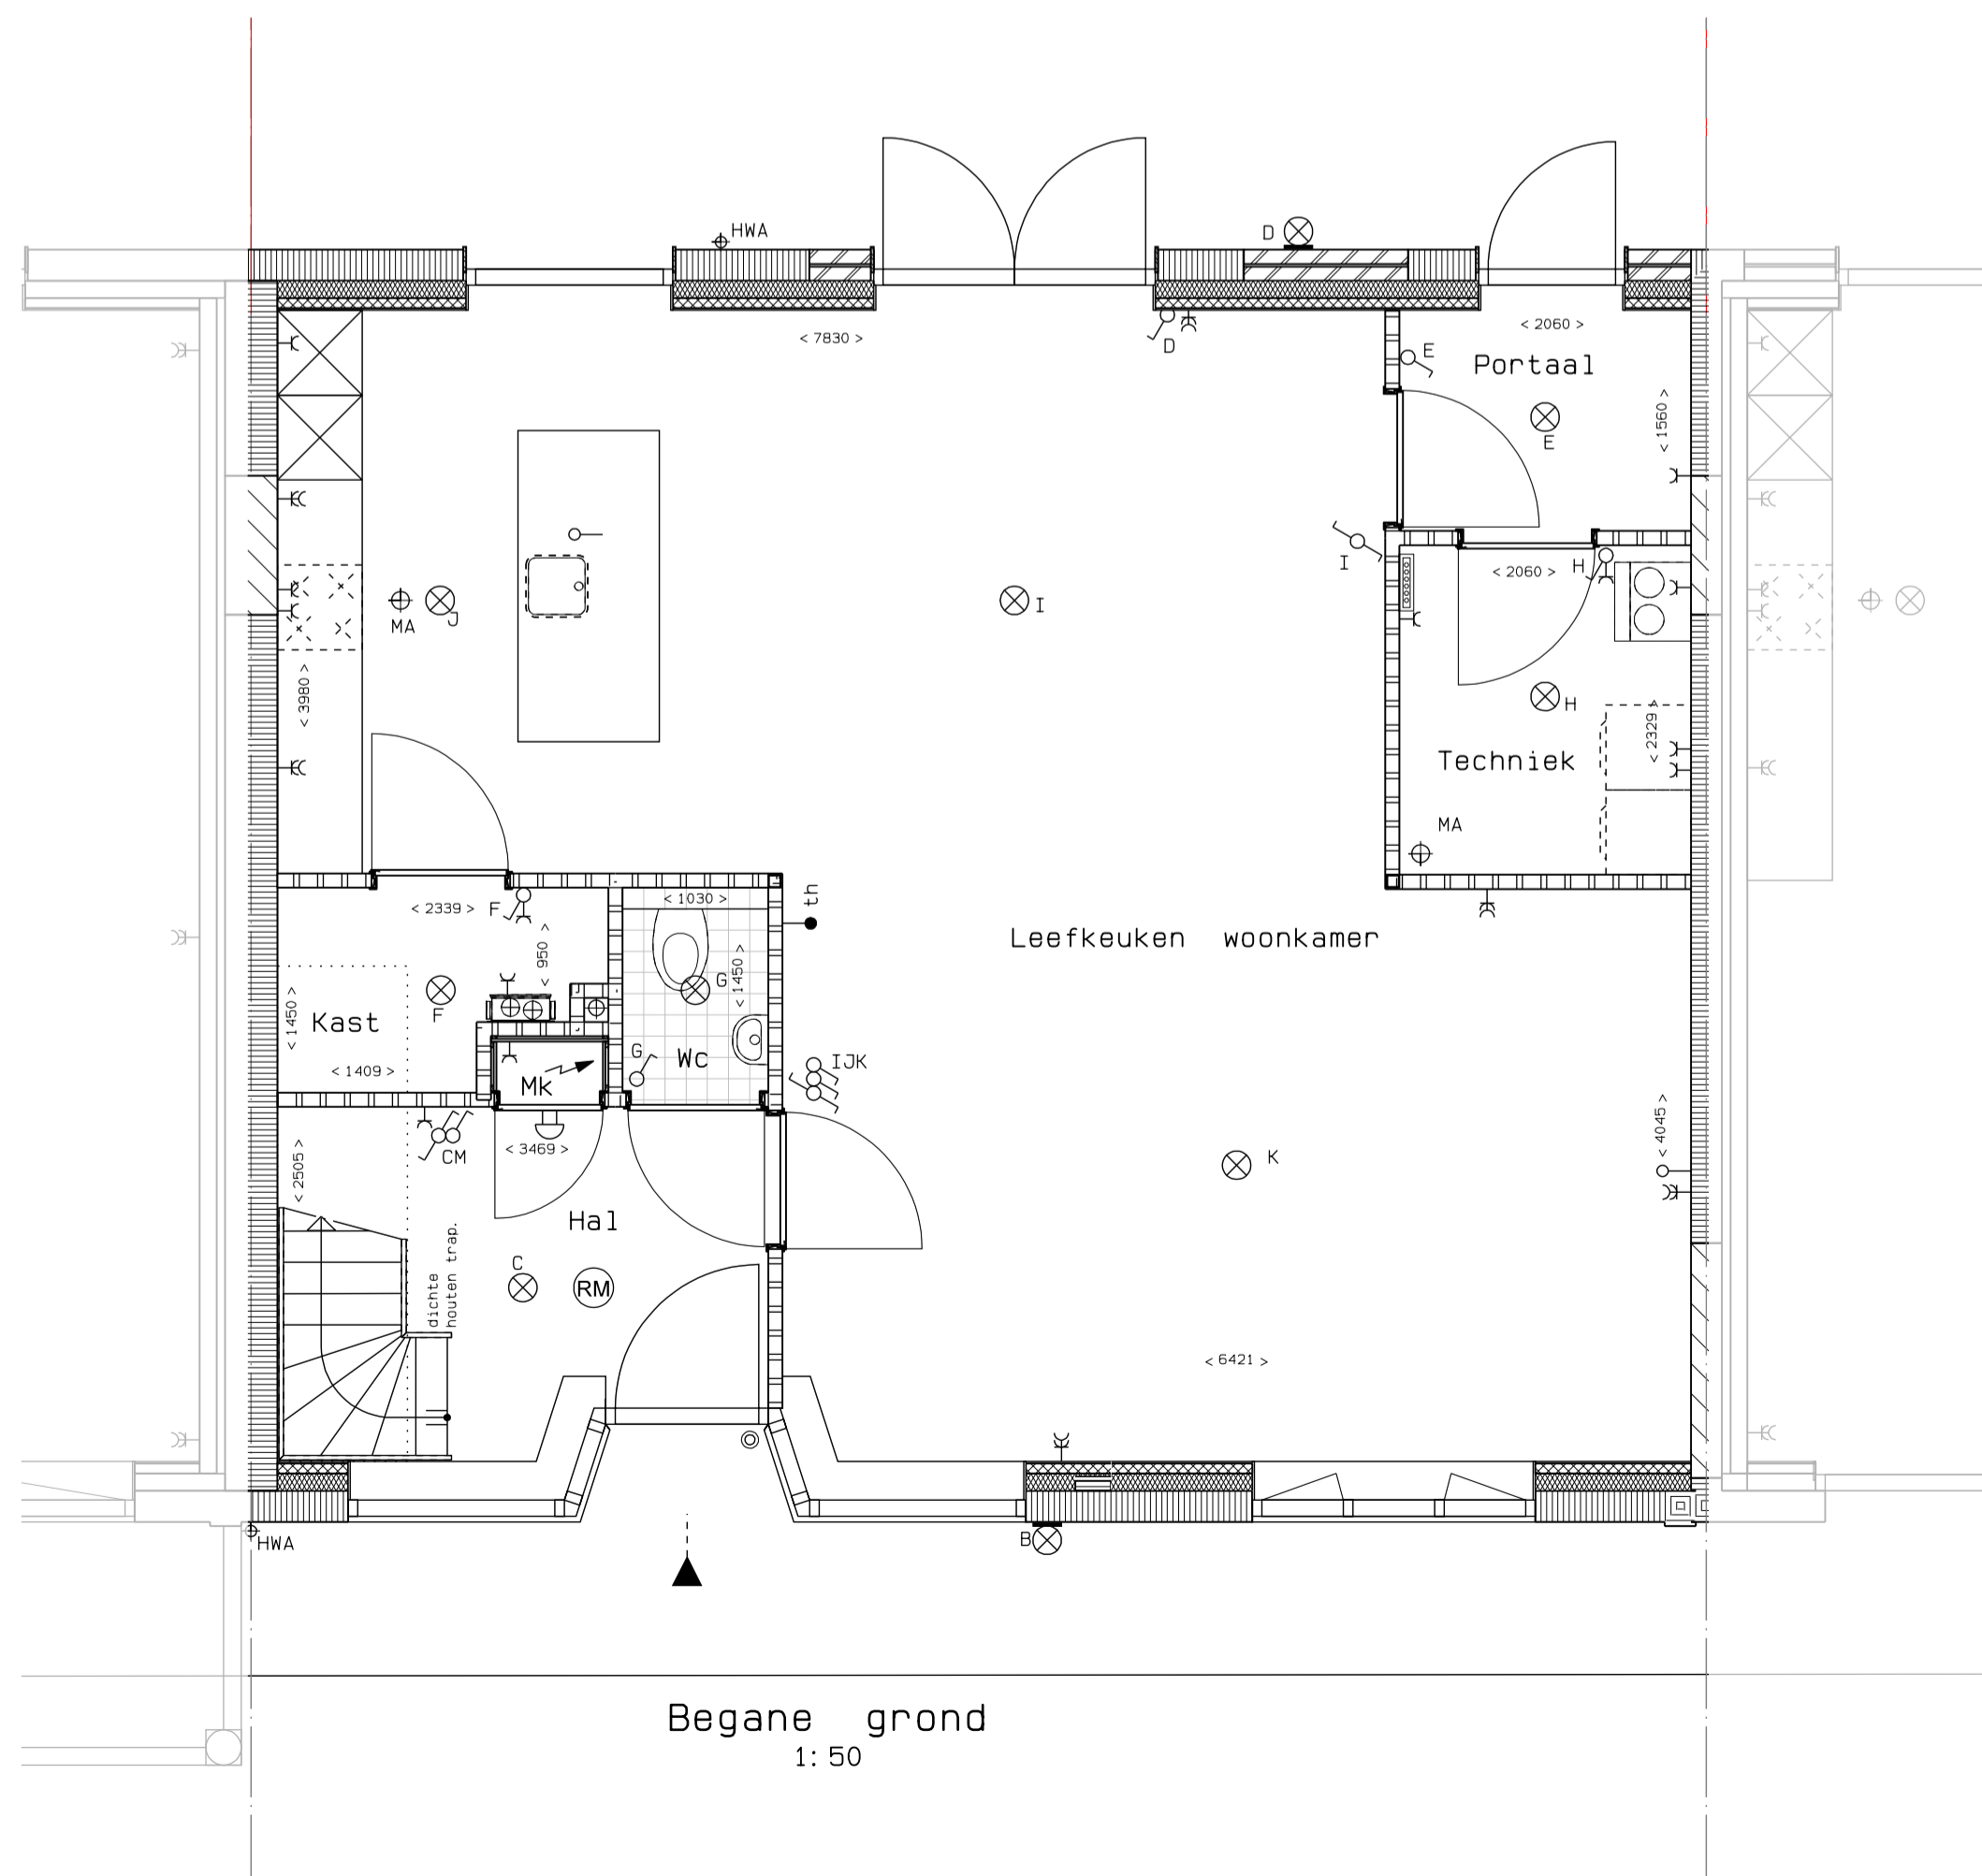 HWA
D
< 7830 >
D
< 2060 >
E
Portaal
E
< 1560 >
I
H
< 2060 >
J
MA
I
< 3980 >
H
< 2329 >
Techniek
MA
< 2339 >
F
< 1030 >
th
< 950 >
Leefkeuken woonkamer
G
< 1450 >
< 1450 >
Kast
F
G
Wc
IJK
< 1409 >
Mk
CM
< 3469 >
< 4045 >
K
< 2505 >
Hal
C
RM
dichte
houten trap.
< 6421 >
HWA
B
Begane grond
1:50